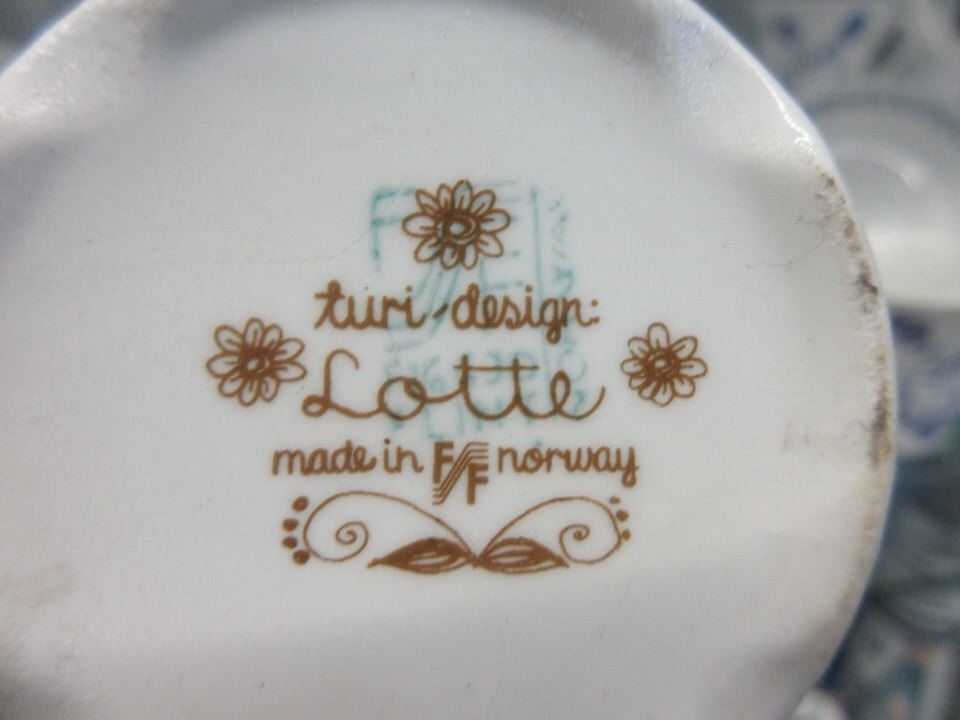 turi-design:
Lotte
made in F/F norway